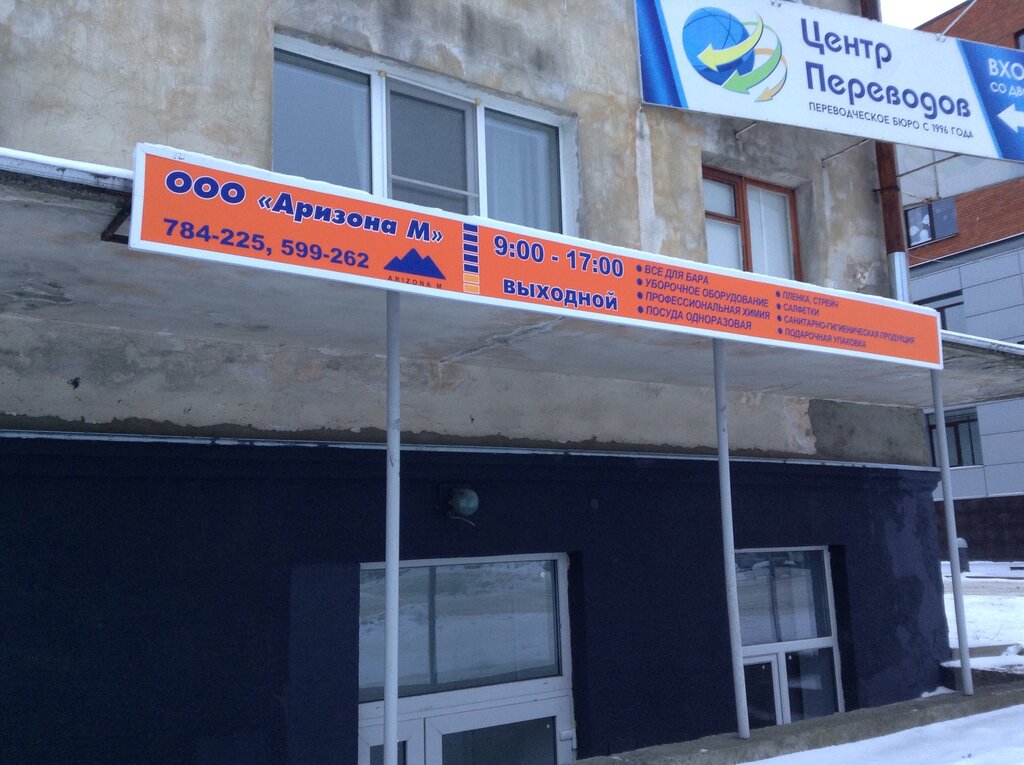 Центр
Переводов
ПЕРЕВОДЧЕСКОЕ БЮРО С 1996 ГОДА
ООО «Аризона М»
784-225, 599-262
ARIZONA M
9:00 - 17:00
ВЫХОДНОЙ
• ВСЕ ДЛЯ БАРА
• УБОРОЧНОЕ ОБОРУДОВАНИЕ
• ПРОФЕССИОНАЛЬНАЯ ХИМИЯ
• ПОСУДА ОДНОРАЗОВАЯ
• ПЛЕНКА, СТРЕЙЧ
• САЛФЕТКИ
• САНИТАРНО-ГИГИЕНИЧЕСКАЯ ПРОДУКЦИЯ
• ПОДАРОЧНАЯ УПАКОВКА